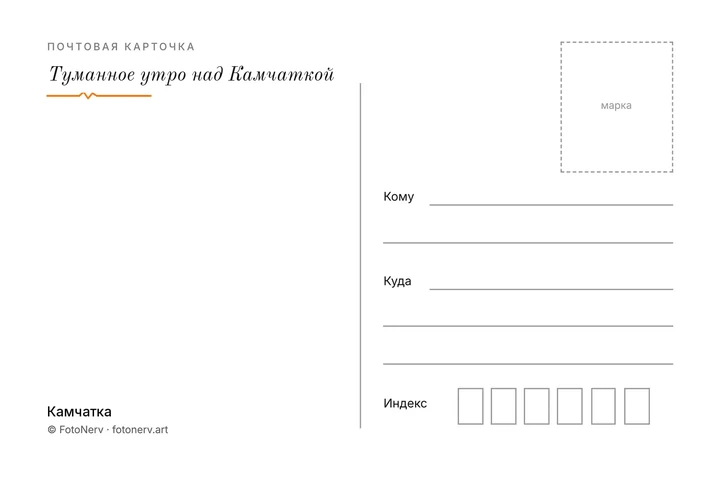 ПОЧТОВАЯ КАРТОЧКА
Туманное утро над Камчаткой
марка
Кому
Куда
Индекс
Камчатка
© FotoNerv · fotonerv.art